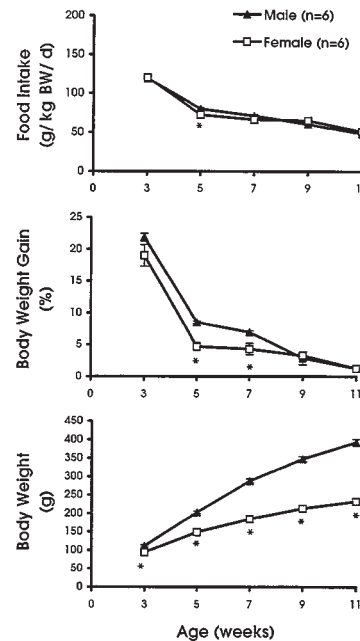 Male (n=6)
Female (n=6)
Food Intake
(g/ kg BW/ d)
200
150
100
50
0
*
0 3 5 7 9 11
Body Weight Gain
(%)
25
20
15
10
5
0
* *
0 3 5 7 9 11
Body Weight
(g)
450
400
350
300
250
200
150
100
50
0
* * * * *
0 3 5 7 9 11
Age (weeks)